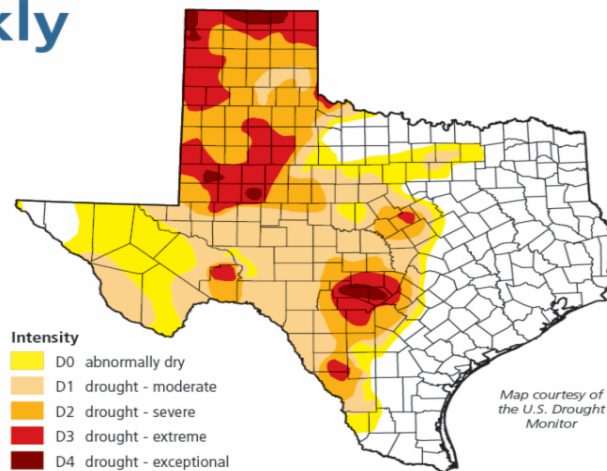 kly
Intensity
D0 abnormally dry
D1 drought - moderate
D2 drought - severe
D3 drought - extreme
D4 drought - exceptional
Map courtesy of
the U.S. Drought
Monitor